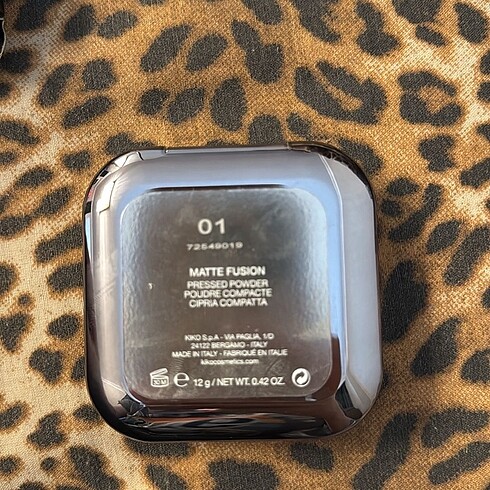 01
72549019
MATTE FUSION
PRESSED POWDER
POUDRE COMPACTE
CIPRIA COMPATTA
KIKO S.p.A - VIA PAGLIA, 1/D
24122 BERGAMO - ITALY
MADE IN ITALY - FABRIQUÉ EN ITALIE
kikocosmetics.com
30 M e 12 g / NET WT. 0.42 OZ.